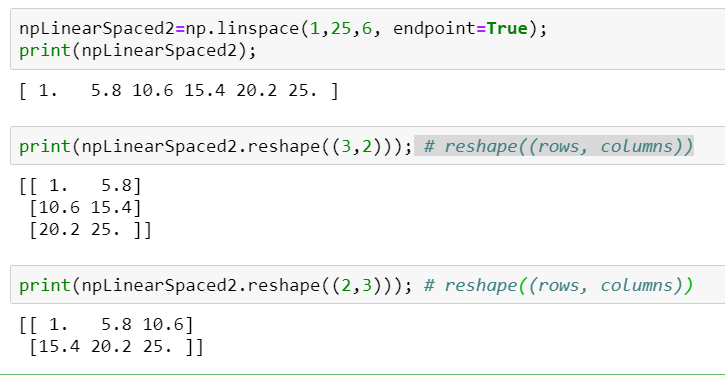 npLinearSpaced2=np.linspace(1,25,6, endpoint=True);
print(npLinearSpaced2);
[ 1.   5.8 10.6 15.4 20.2 25. ]
print(npLinearSpaced2.reshape((3,2))); # reshape((rows, columns))
[[ 1.   5.8]
 [10.6 15.4]
 [20.2 25. ]]
print(npLinearSpaced2.reshape((2,3))); # reshape((rows, columns))
[[ 1.   5.8 10.6]
 [15.4 20.2 25. ]]